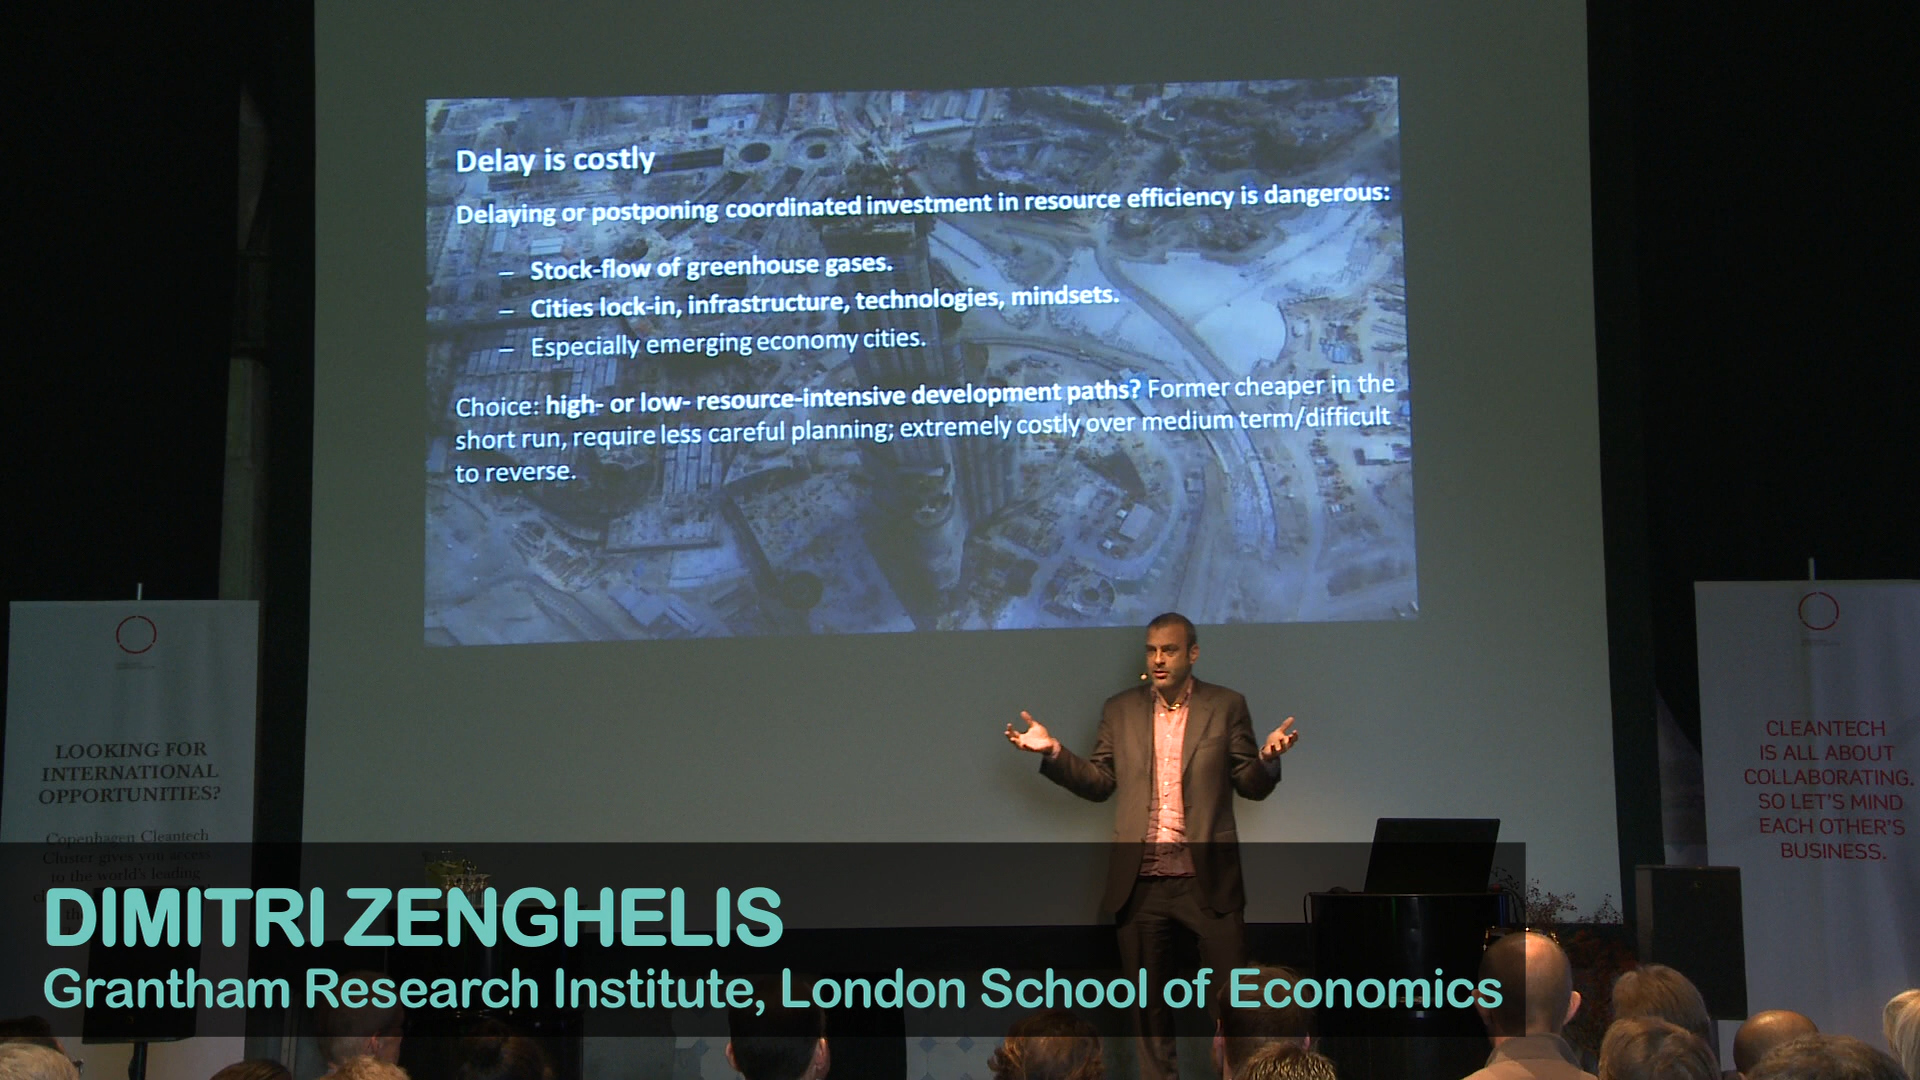 Delay is costly
Delaying or postponing coordinated investment in resource efficiency is dangerous:
– Stock-flow of greenhouse gases.
– Cities lock-in, infrastructure, technologies, mindsets.
– Especially emerging economy cities.
Choice: high- or low- resource-intensive development paths? Former cheaper in the
short run, require less careful planning; extremely costly over medium term/difficult
to reverse.
LOOKING FOR
INTERNATIONAL
OPPORTUNITIES?
Copenhagen Cleantech
Cluster gives you access
to the world's leading
CLEANTECH
IS ALL ABOUT
COLLABORATING.
SO LET'S MIND
EACH OTHER'S
BUSINESS.
DIMITRI ZENGHELIS
Grantham Research Institute, London School of Economics